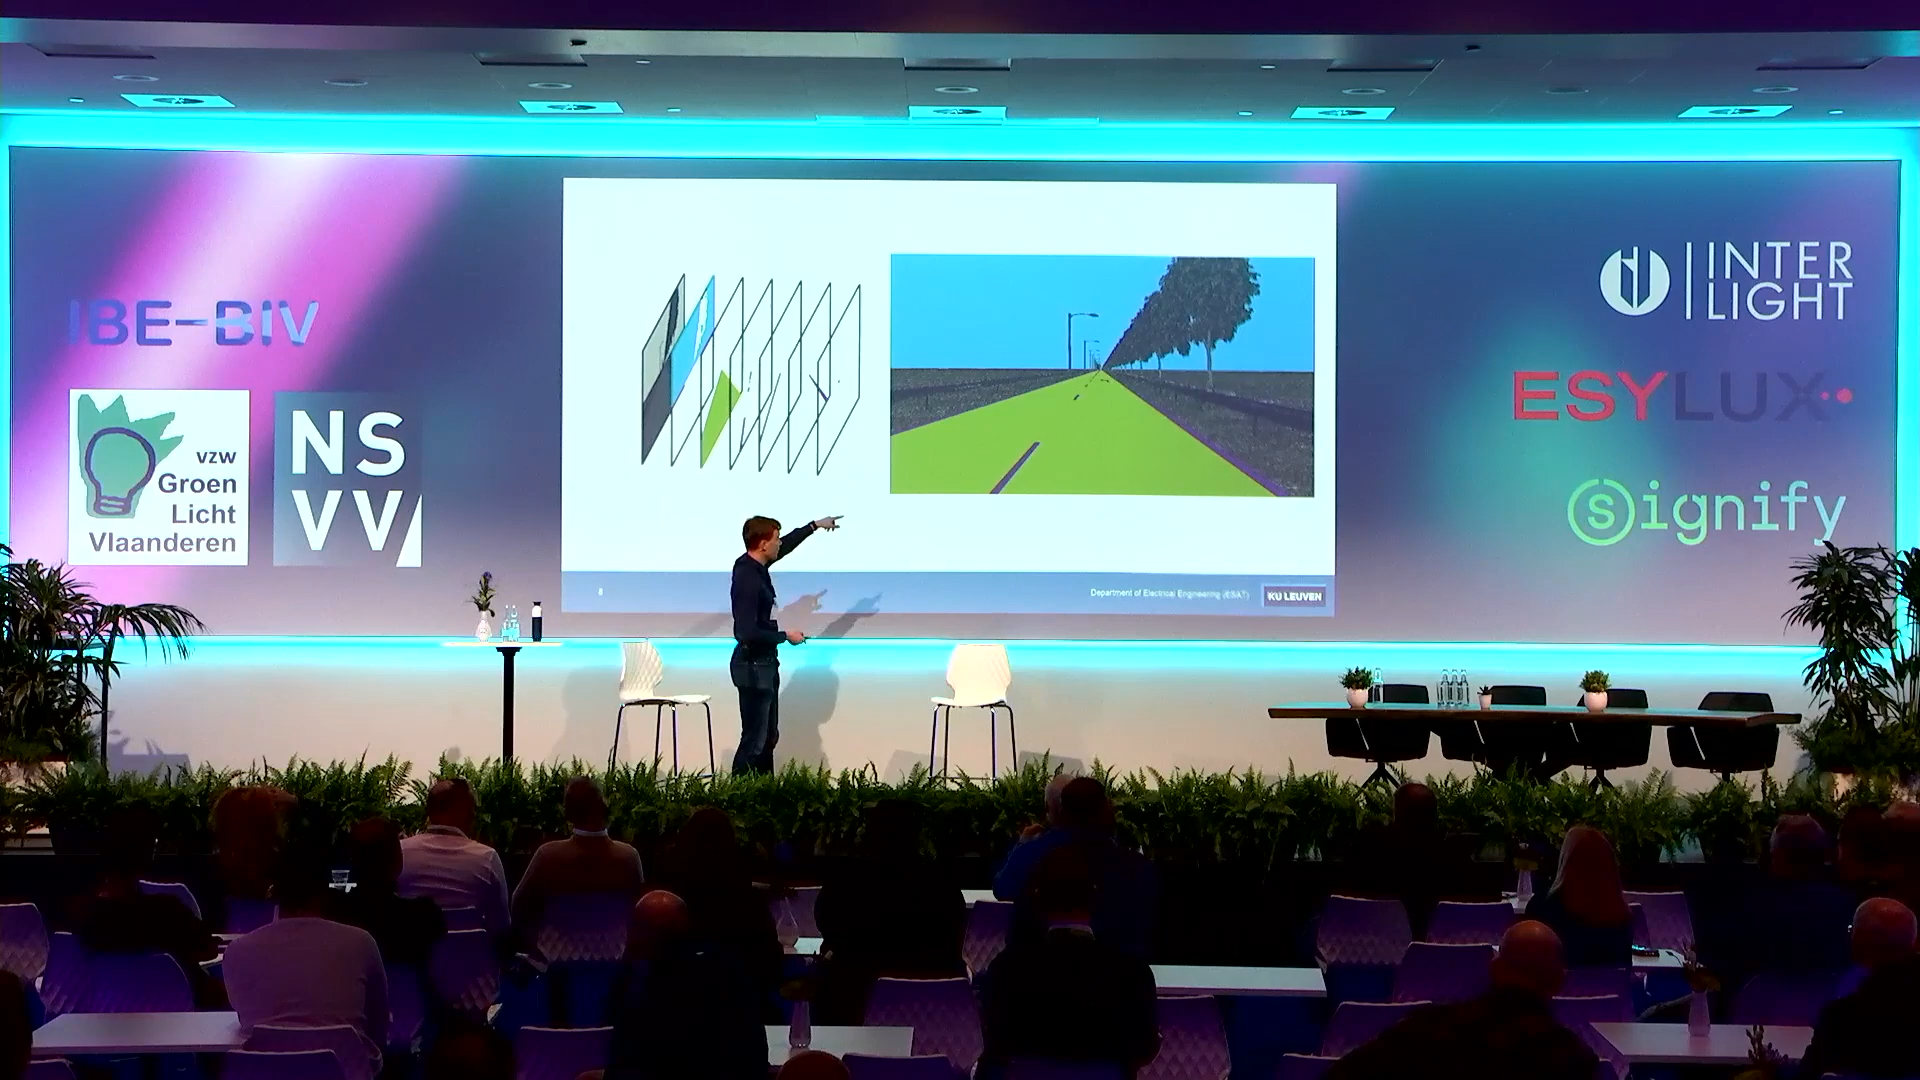 IBE–BIV
vzw
Groen
Licht
Vlaanderen
NS
VV
8
Department of Electrical Engineering (ESAT)
KU LEUVEN
INTER
LIGHT
ESYLUX
Signify